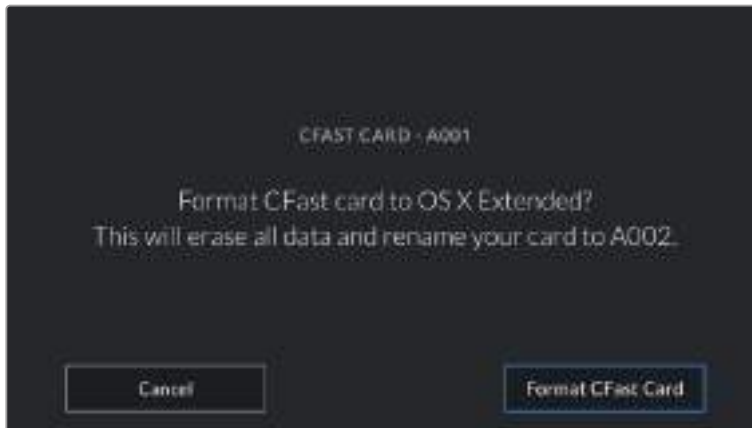 CFAST CARD - A001
Format CFast card to OS X Extended?
This will erase all data and rename your card to A002.
Cancel
Format CFast Card